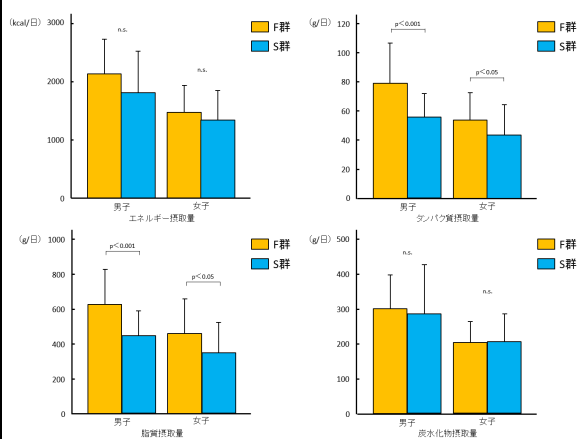 (kcal/日)
3000
2000
1000
0
n.s.
n.s.
F群
S群
男子
女子
エネルギー摂取量
(g/日)
120
100
80
60
40
20
0
p＜0.001
p＜0.05
F群
S群
男子
女子
タンパク質摂取量
(g/日)
1000
800
600
400
200
0
p＜0.001
p＜0.05
F群
S群
男子
女子
脂質摂取量
(g/日)
500
400
300
200
100
0
n.s.
n.s.
F群
S群
男子
女子
炭水化物摂取量